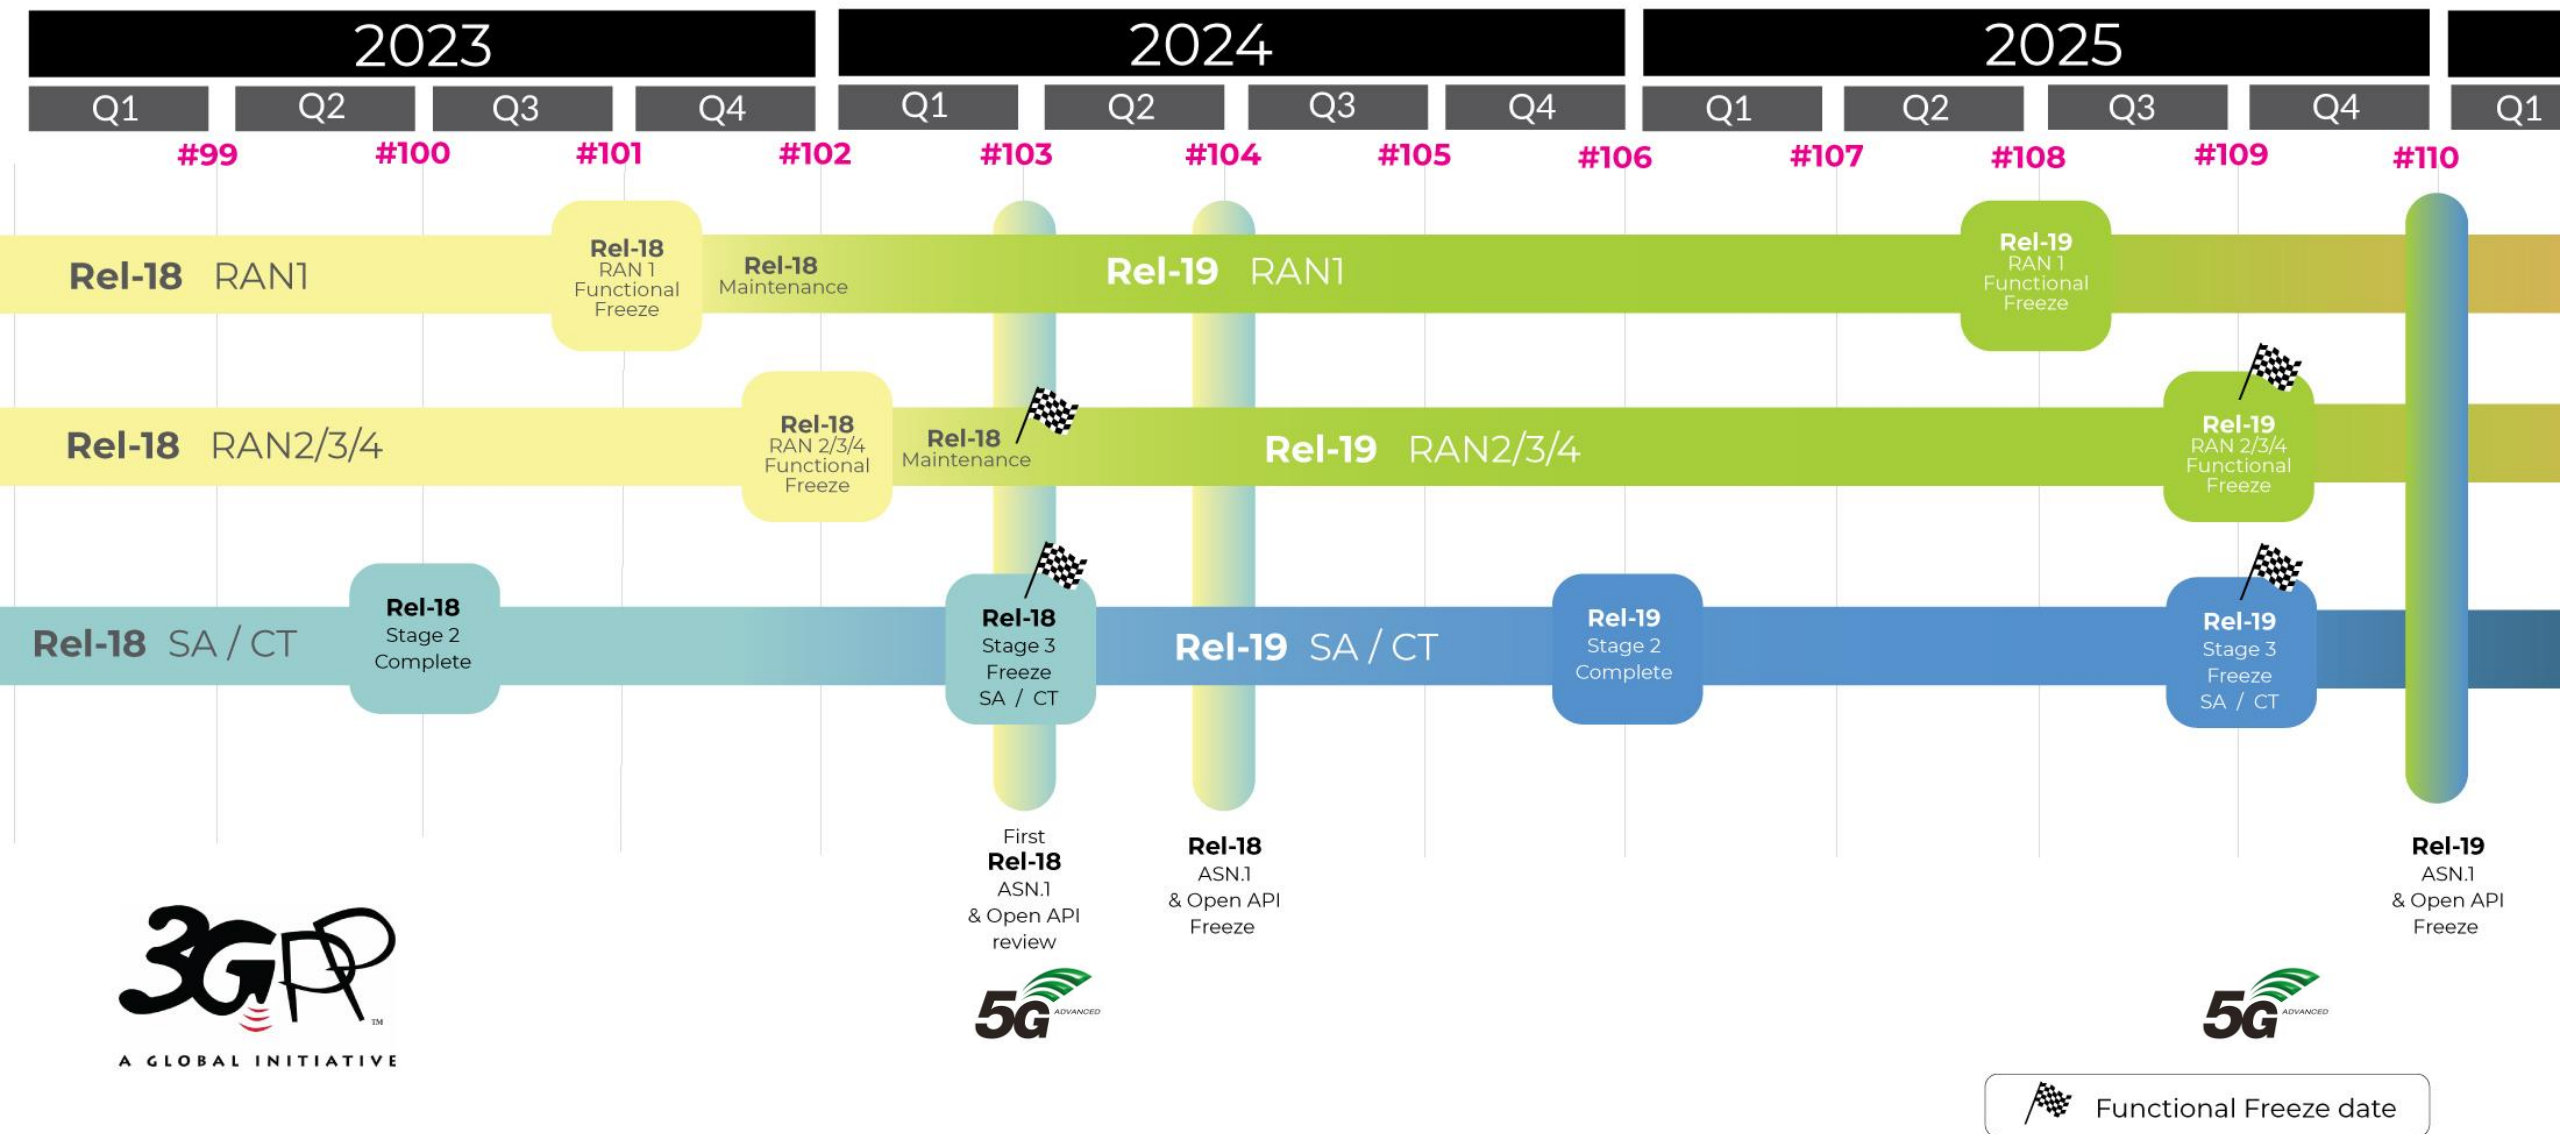 2023
2024
2025
Q1
Q2
Q3
Q4
Q1
Q2
Q3
Q4
Q1
Q2
Q3
Q4
Q1
#99
#100
#101
#102
#103
#104
#105
#106
#107
#108
#109
#110
Rel-18 RAN1
Rel-18
RAN 1
Functional
Freeze
Rel-18
Maintenance
Rel-19 RAN1
Rel-19
RAN 1
Functional
Freeze
Rel-18 RAN2/3/4
Rel-18
RAN 2/3/4
Functional
Freeze
Rel-18
Maintenance
Rel-19 RAN2/3/4
Rel-19
RAN 2/3/4
Functional
Freeze
Rel-18 SA / CT
Rel-18
Stage 2
Complete
Rel-18
Stage 3
Freeze
SA / CT
Rel-19 SA / CT
Rel-19
Stage 2
Complete
Rel-19
Stage 3
Freeze
SA / CT
First
Rel-18
ASN.1
& Open API
review
Rel-18
ASN.1
& Open API
Freeze
Rel-19
ASN.1
& Open API
Freeze
3GPP
TM
A GLOBAL INITIATIVE
5G
ADVANCED
5G
ADVANCED
Functional Freeze date